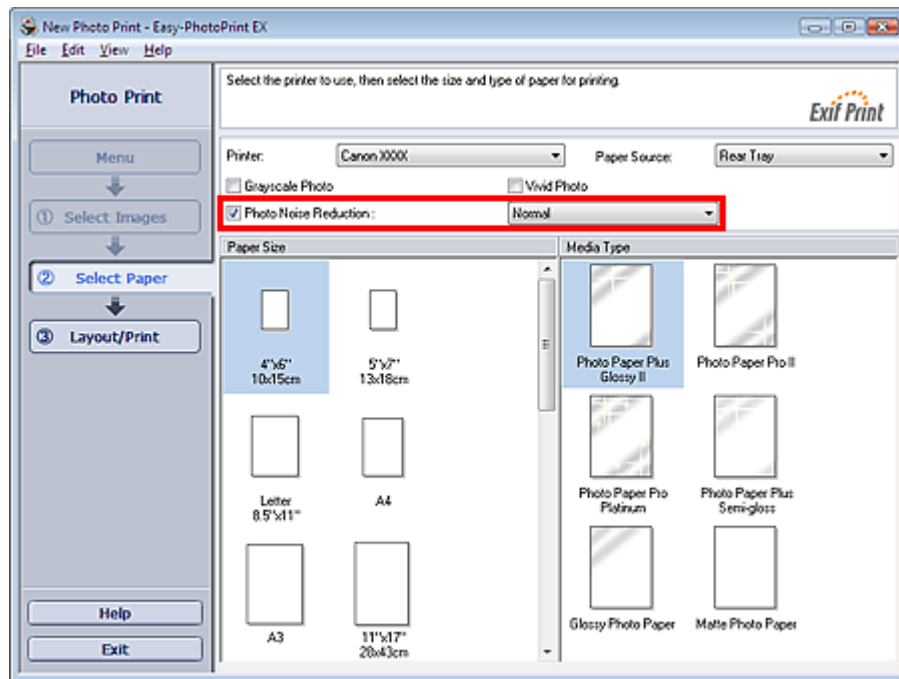 New Photo Print - Easy-PhotoPrint EX
File Edit View Help
Photo Print
Select the printer to use, then select the size and type of paper for printing.
Exif Print
Menu
① Select Images
② Select Paper
③ Layout/Print
Help
Exit
Printer: Canon XXXX Paper Source: Rear Tray
Grayscale Photo Vivid Photo
Photo Noise Reduction : Normal
Paper Size Media Type
4"x6"
10x15cm
5"x7"
13x18cm
Letter
8.5"x11"
A4
A3
11"x17"
28x43cm
Photo Paper Plus
Glossy II
Photo Paper Pro II
Photo Paper Pro
Platinum
Photo Paper Plus
Semi-gloss
Glossy Photo Paper
Matte Photo Paper